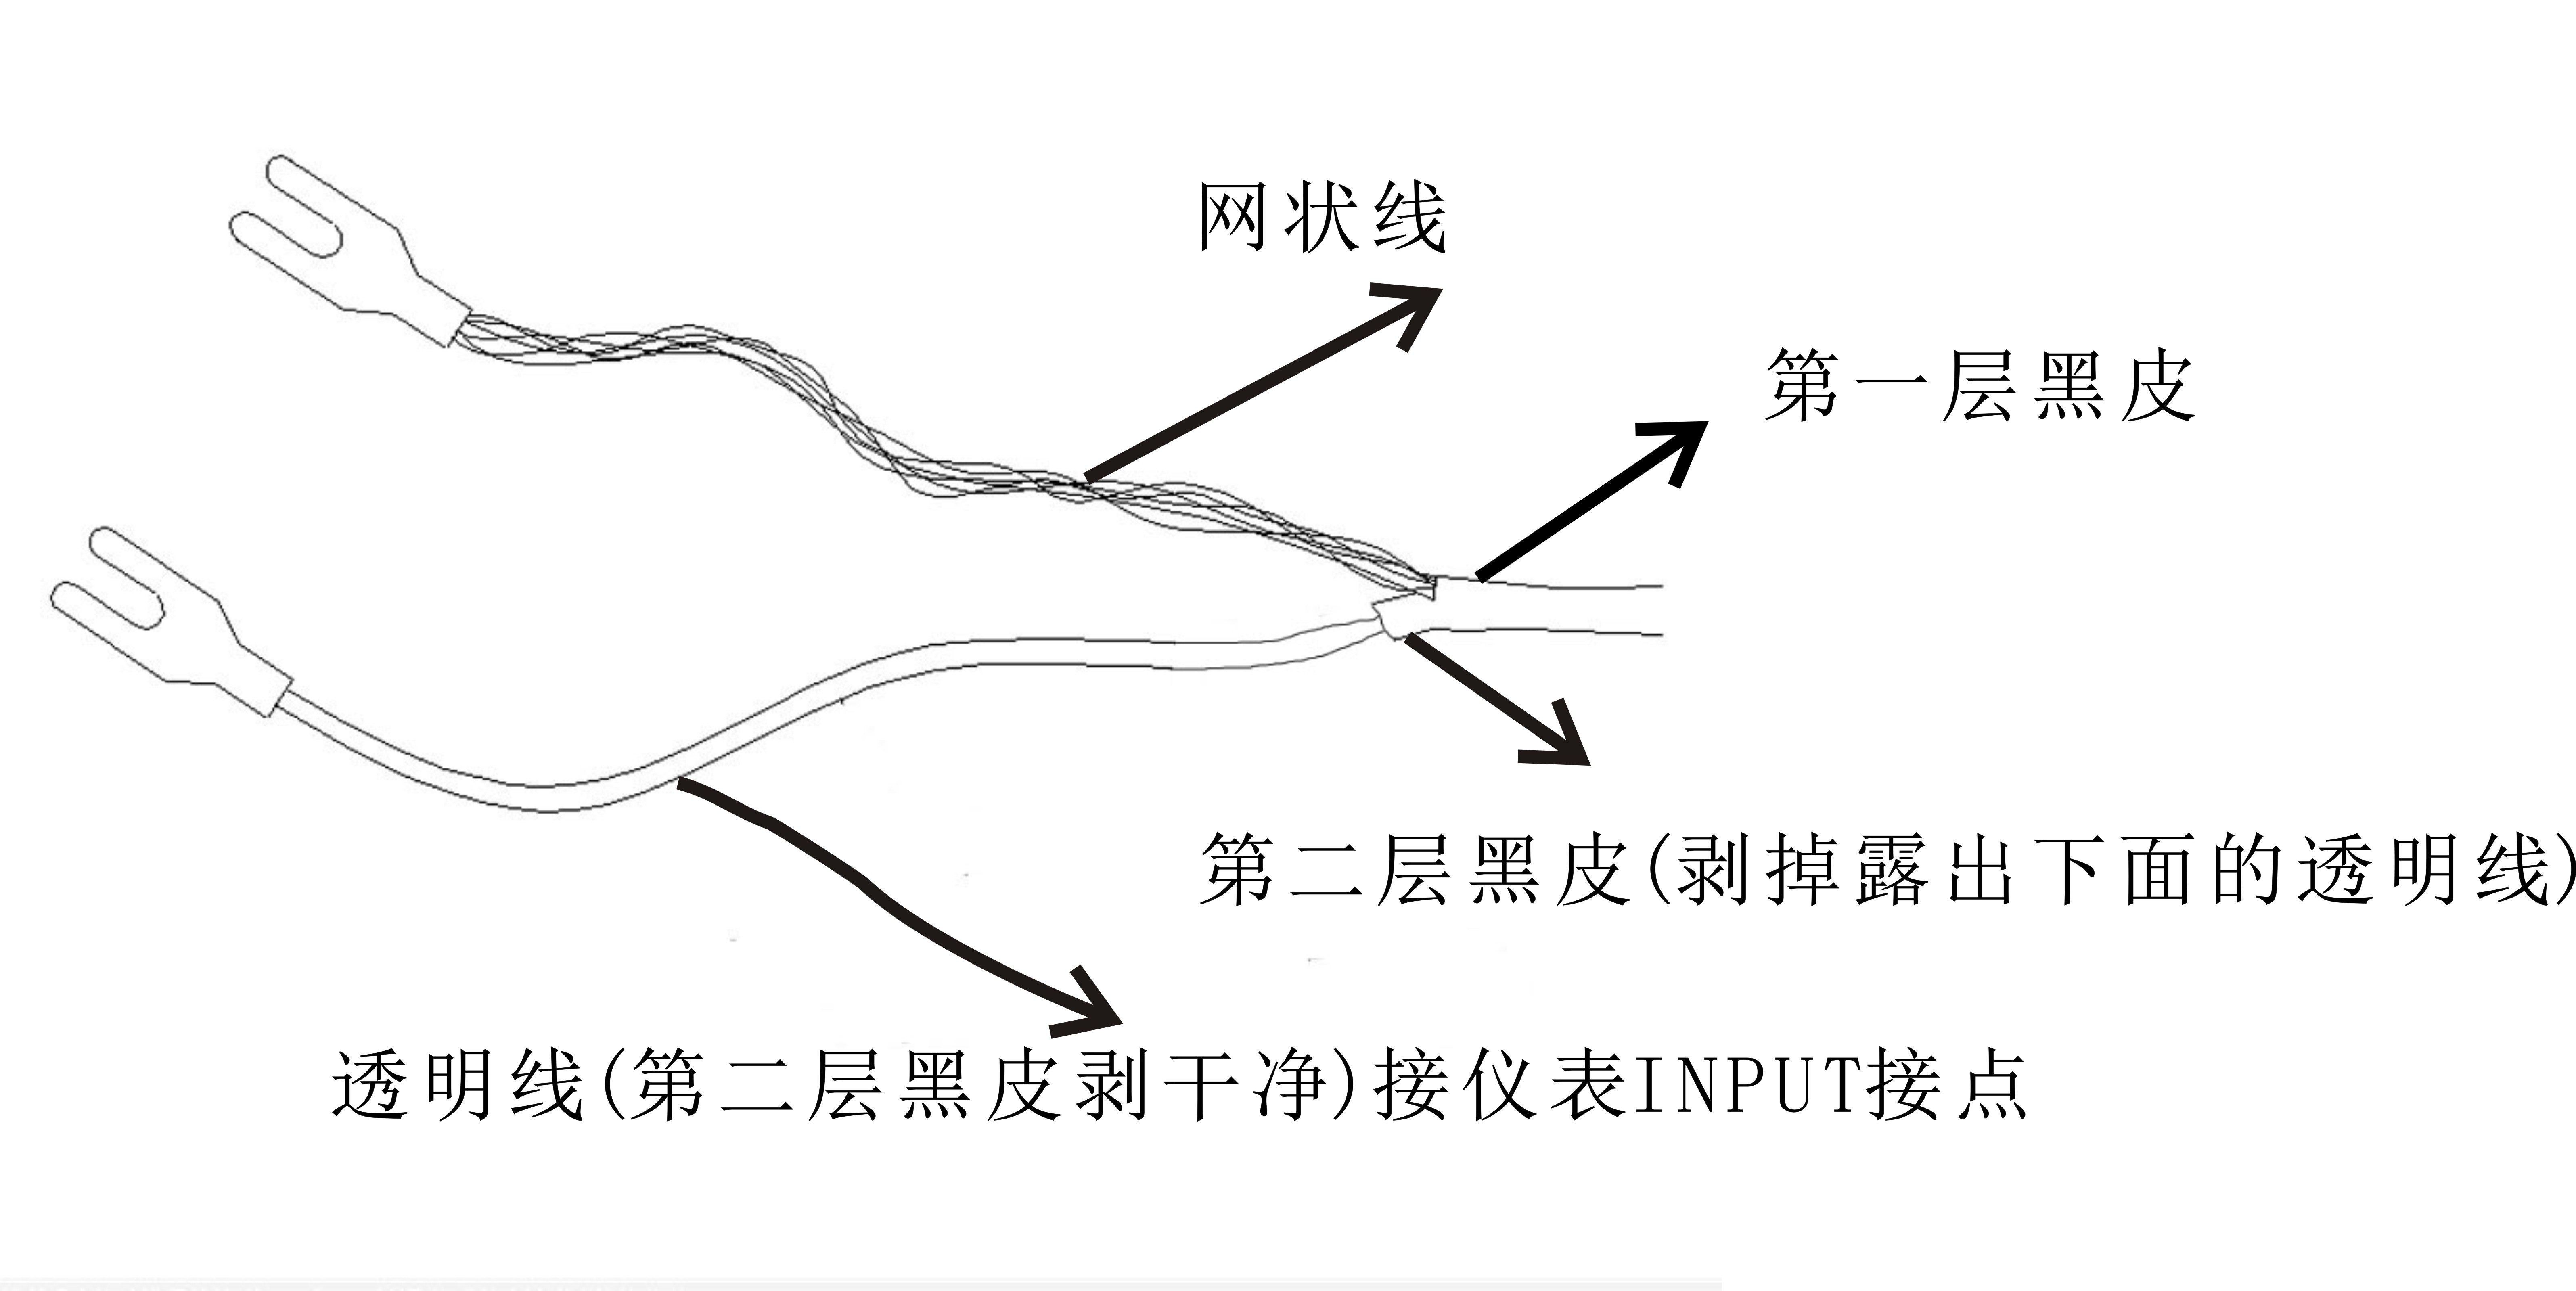 网状线
第一层黑皮
第二层黑皮(剥掉露出下面的透明线)
透明线(第二层黑皮剥干净)接仪表INPUT接点